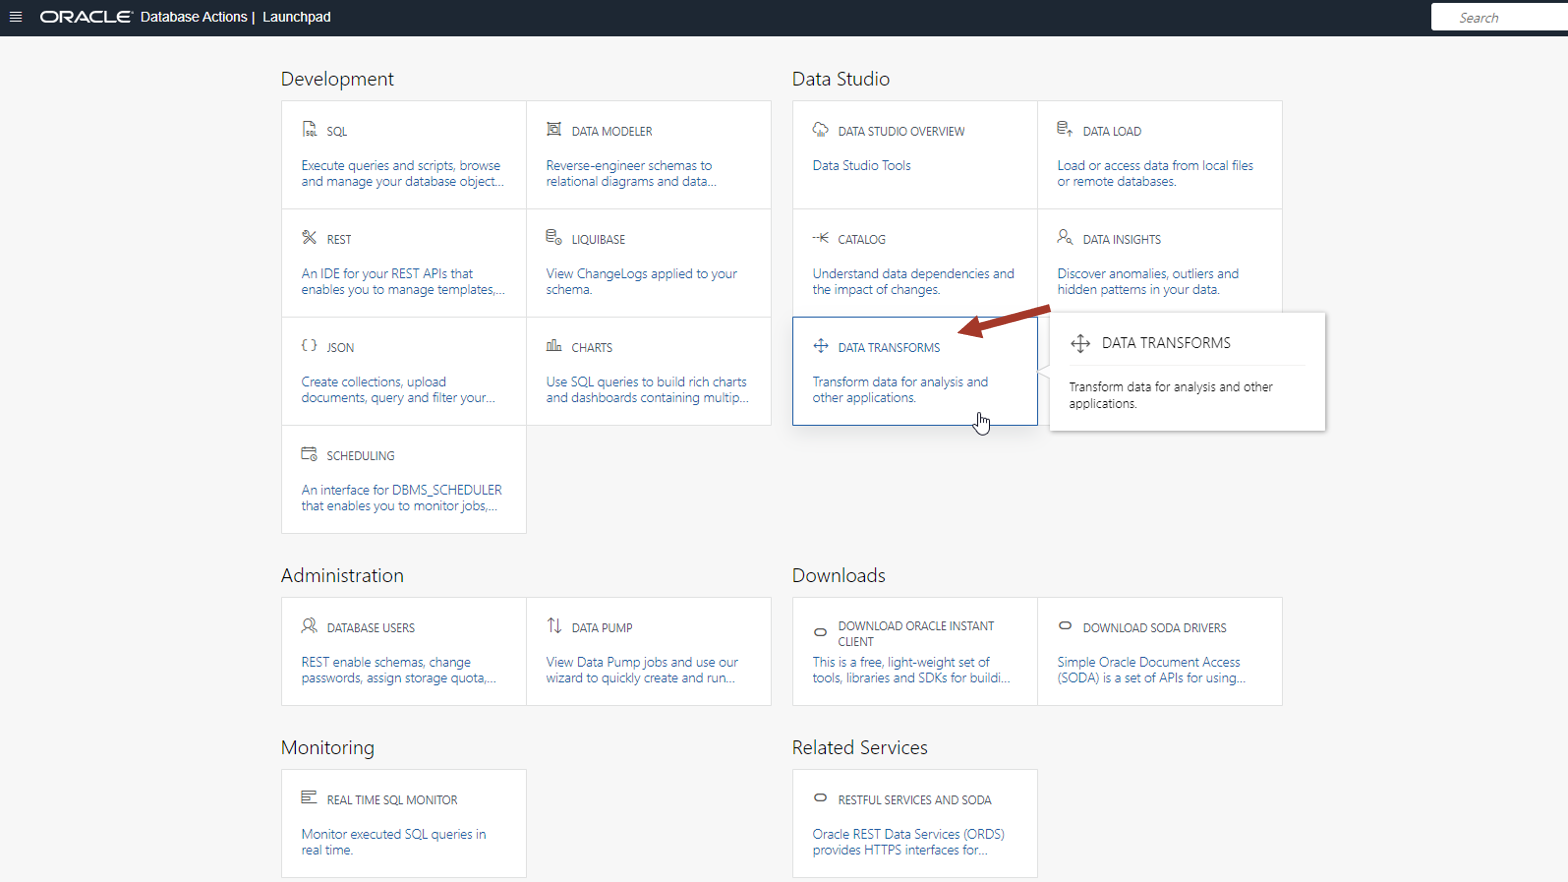 ORACLE Database Actions | Launchpad
Search
Development
SQL
Execute queries and scripts, browse
and manage your database object...
DATA MODELER
Reverse-engineer schemas to
relational diagrams and data...
REST
An IDE for your REST APIs that
enables you to manage templates,...
LIQUIBASE
View ChangeLogs applied to your
schema.
JSON
Create collections, upload
documents, query and filter your...
CHARTS
Use SQL queries to build rich charts
and dashboards containing multip...
SCHEDULING
An interface for DBMS_SCHEDULER
that enables you to monitor jobs,...
Data Studio
DATA STUDIO OVERVIEW
Data Studio Tools
DATA LOAD
Load or access data from local files
or remote databases.
CATALOG
Understand data dependencies and
the impact of changes.
DATA INSIGHTS
Discover anomalies, outliers and
hidden patterns in your data.
DATA TRANSFORMS
Transform data for analysis and
other applications.
DATA TRANSFORMS
Transform data for analysis and other
applications.
Administration
DATABASE USERS
REST enable schemas, change
passwords, assign storage quota,...
DATA PUMP
View Data Pump jobs and use our
wizard to quickly create and run...
Downloads
DOWNLOAD ORACLE INSTANT
CLIENT
This is a free, light-weight set of
tools, libraries and SDKs for buildi...
DOWNLOAD SODA DRIVERS
Simple Oracle Document Access
(SODA) is a set of APIs for using...
Monitoring
REAL TIME SQL MONITOR
Monitor executed SQL queries in
real time.
Related Services
RESTFUL SERVICES AND SODA
Oracle REST Data Services (ORDS)
provides HTTPS interfaces for...